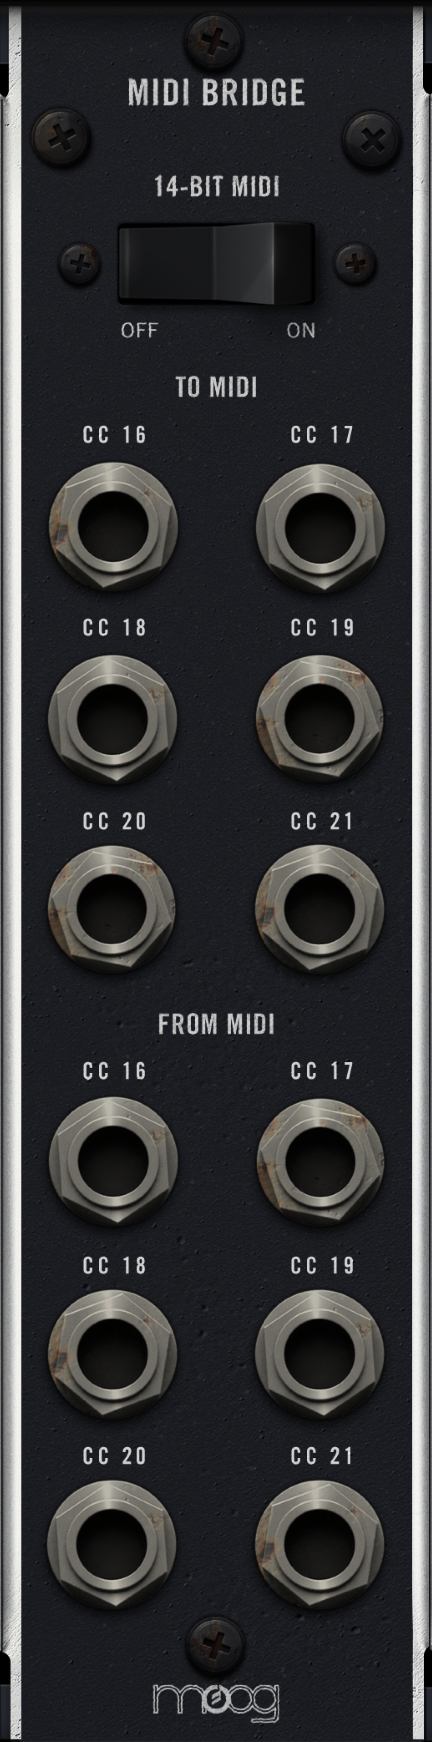 MIDI BRIDGE
14-BIT MIDI
OFF ON
TO MIDI
CC 16 CC 17
CC 18 CC 19
CC 20 CC 21
FROM MIDI
CC 16 CC 17
CC 18 CC 19
CC 20 CC 21
moog